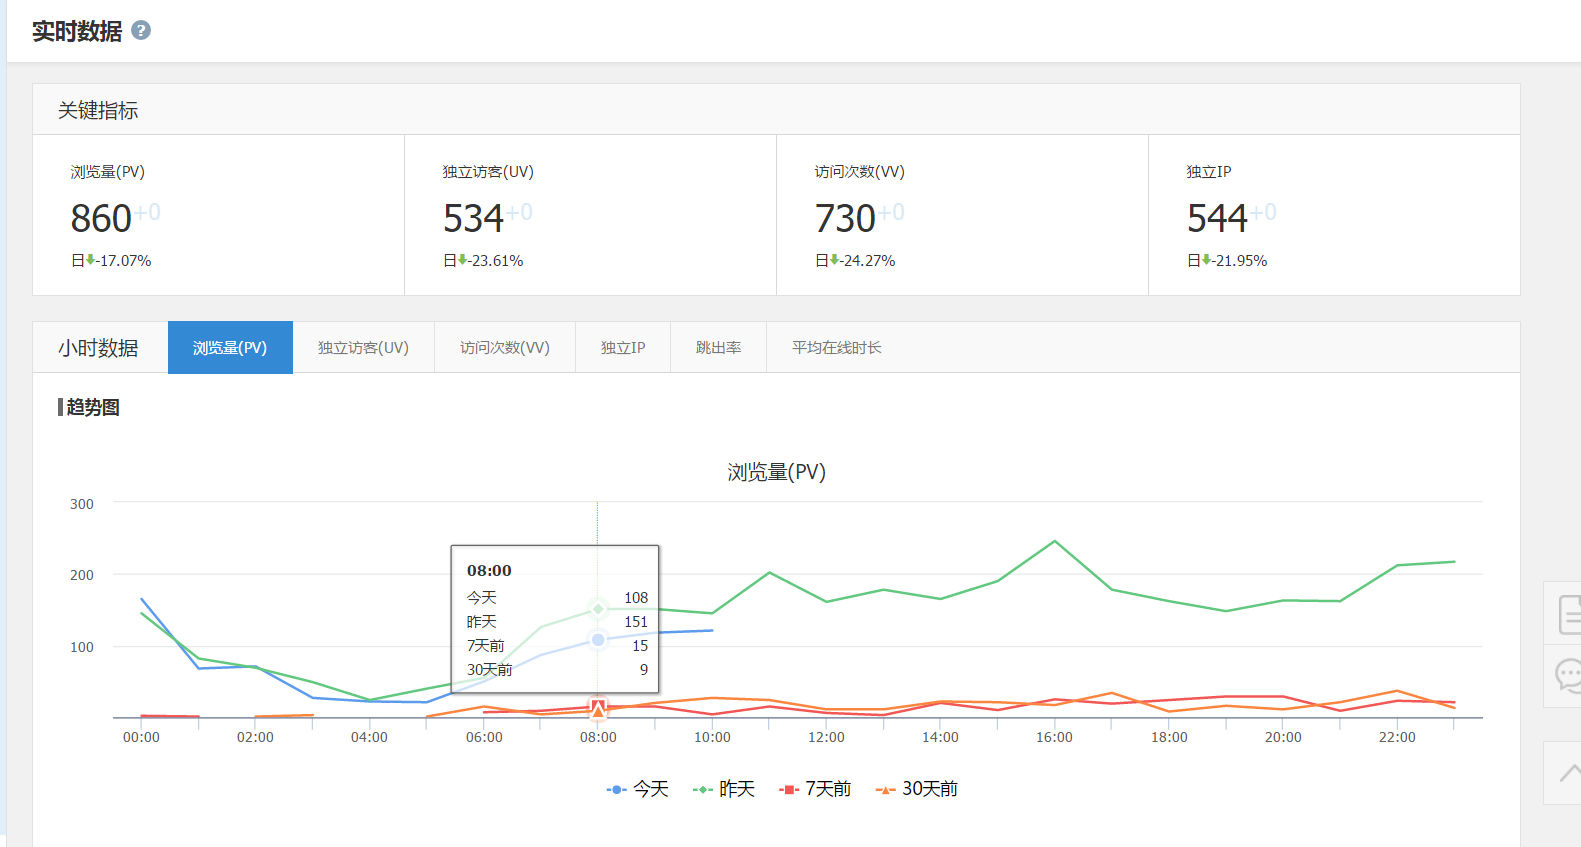 实时数据 ?
关键指标
浏览量(PV)
860+0
日-17.07%
独立访客(UV)
534+0
日-23.61%
访问次数(VV)
730+0
日-24.27%
独立IP
544+0
日-21.95%
小时数据 浏览量(PV) 独立访客(UV) 访问次数(VV) 独立IP 跳出率 平均在线时长
趋势图
浏览量(PV)
300
200
100
08:00
今天 108
昨天 151
7天前 15
30天前 9
00:00 02:00 04:00 06:00 08:00 10:00 12:00 14:00 16:00 18:00 20:00 22:00
今天 昨天 7天前 30天前